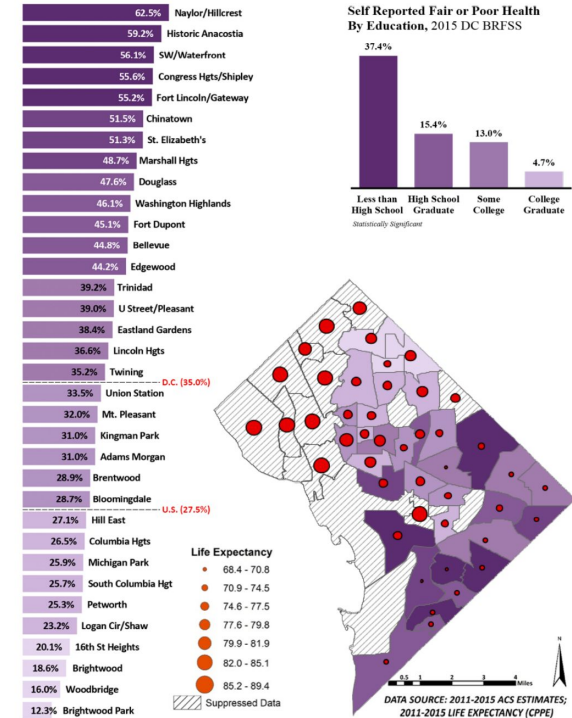 62.5% Naylor/Hillcrest
59.2% Historic Anacostia
56.1% SW/Waterfront
55.6% Congress Hgts/Shipley
55.2% Fort Lincoln/Gateway
51.5% Chinatown
51.3% St. Elizabeth's
48.7% Marshall Hgts
47.6% Douglass
46.1% Washington Highlands
45.1% Fort Dupont
44.8% Bellevue
44.2% Edgewood
39.2% Trinidad
39.0% U Street/Pleasant
38.4% Eastland Gardens
36.6% Lincoln Hgts
35.2% Twining
D.C. (35.0%)
33.5% Union Station
32.0% Mt. Pleasant
31.0% Kingman Park
31.0% Adams Morgan
28.9% Brentwood
28.7% Bloomingdale
U.S. (27.5%)
27.1% Hill East
26.5% Columbia Hgts
25.9% Michigan Park
25.7% South Columbia Hgt
25.3% Petworth
23.2% Logan Cir/Shaw
20.1% 16th St Heights
18.6% Brightwood
16.0% Woodbridge
12.3% Brightwood Park
Self Reported Fair or Poor Health
By Education, 2015 DC BRFSS
37.4%
15.4%
13.0%
4.7%
Less than High School Some College
High School Graduate College Graduate
Statistically Significant
Life Expectancy
68.4 - 70.8
70.9 - 74.5
74.6 - 77.5
77.6 - 79.8
79.9 - 81.9
82.0 - 85.1
85.2 - 89.4
Suppressed Data
N
0 0.5 1 2 3 4
Miles
DATA SOURCE: 2011-2015 ACS ESTIMATES;
2011-2015 LIFE EXPECTANCY (CPPE)